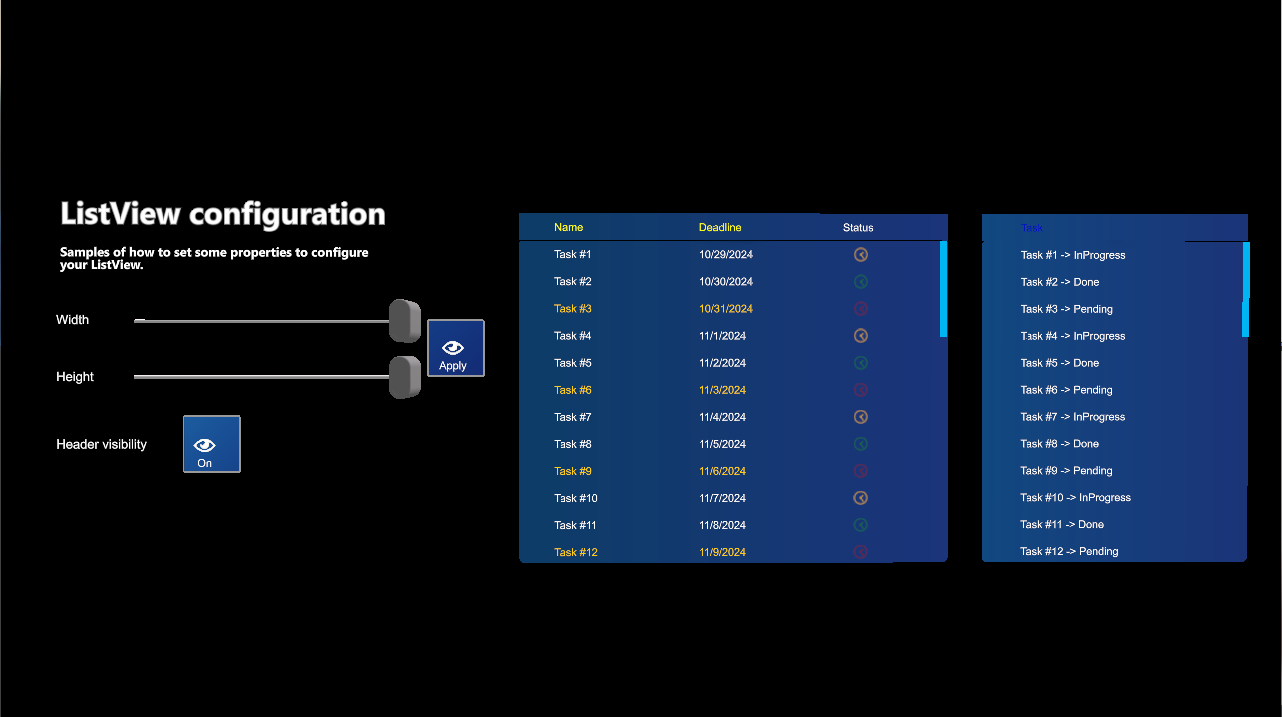 ListView configuration
Samples of how to set some properties to configure
your ListView.
Width
Apply
Height
Header visibility
On
Name Deadline Status
Task #1 10/29/2024
Task #2 10/30/2024
Task #3 10/31/2024
Task #4 11/1/2024
Task #5 11/2/2024
Task #6 11/3/2024
Task #7 11/4/2024
Task #8 11/5/2024
Task #9 11/6/2024
Task #10 11/7/2024
Task #11 11/8/2024
Task #12 11/9/2024
Task
Task #1 -> InProgress
Task #2 -> Done
Task #3 -> Pending
Task #4 -> InProgress
Task #5 -> Done
Task #6 -> Pending
Task #7 -> InProgress
Task #8 -> Done
Task #9 -> Pending
Task #10 -> InProgress
Task #11 -> Done
Task #12 -> Pending